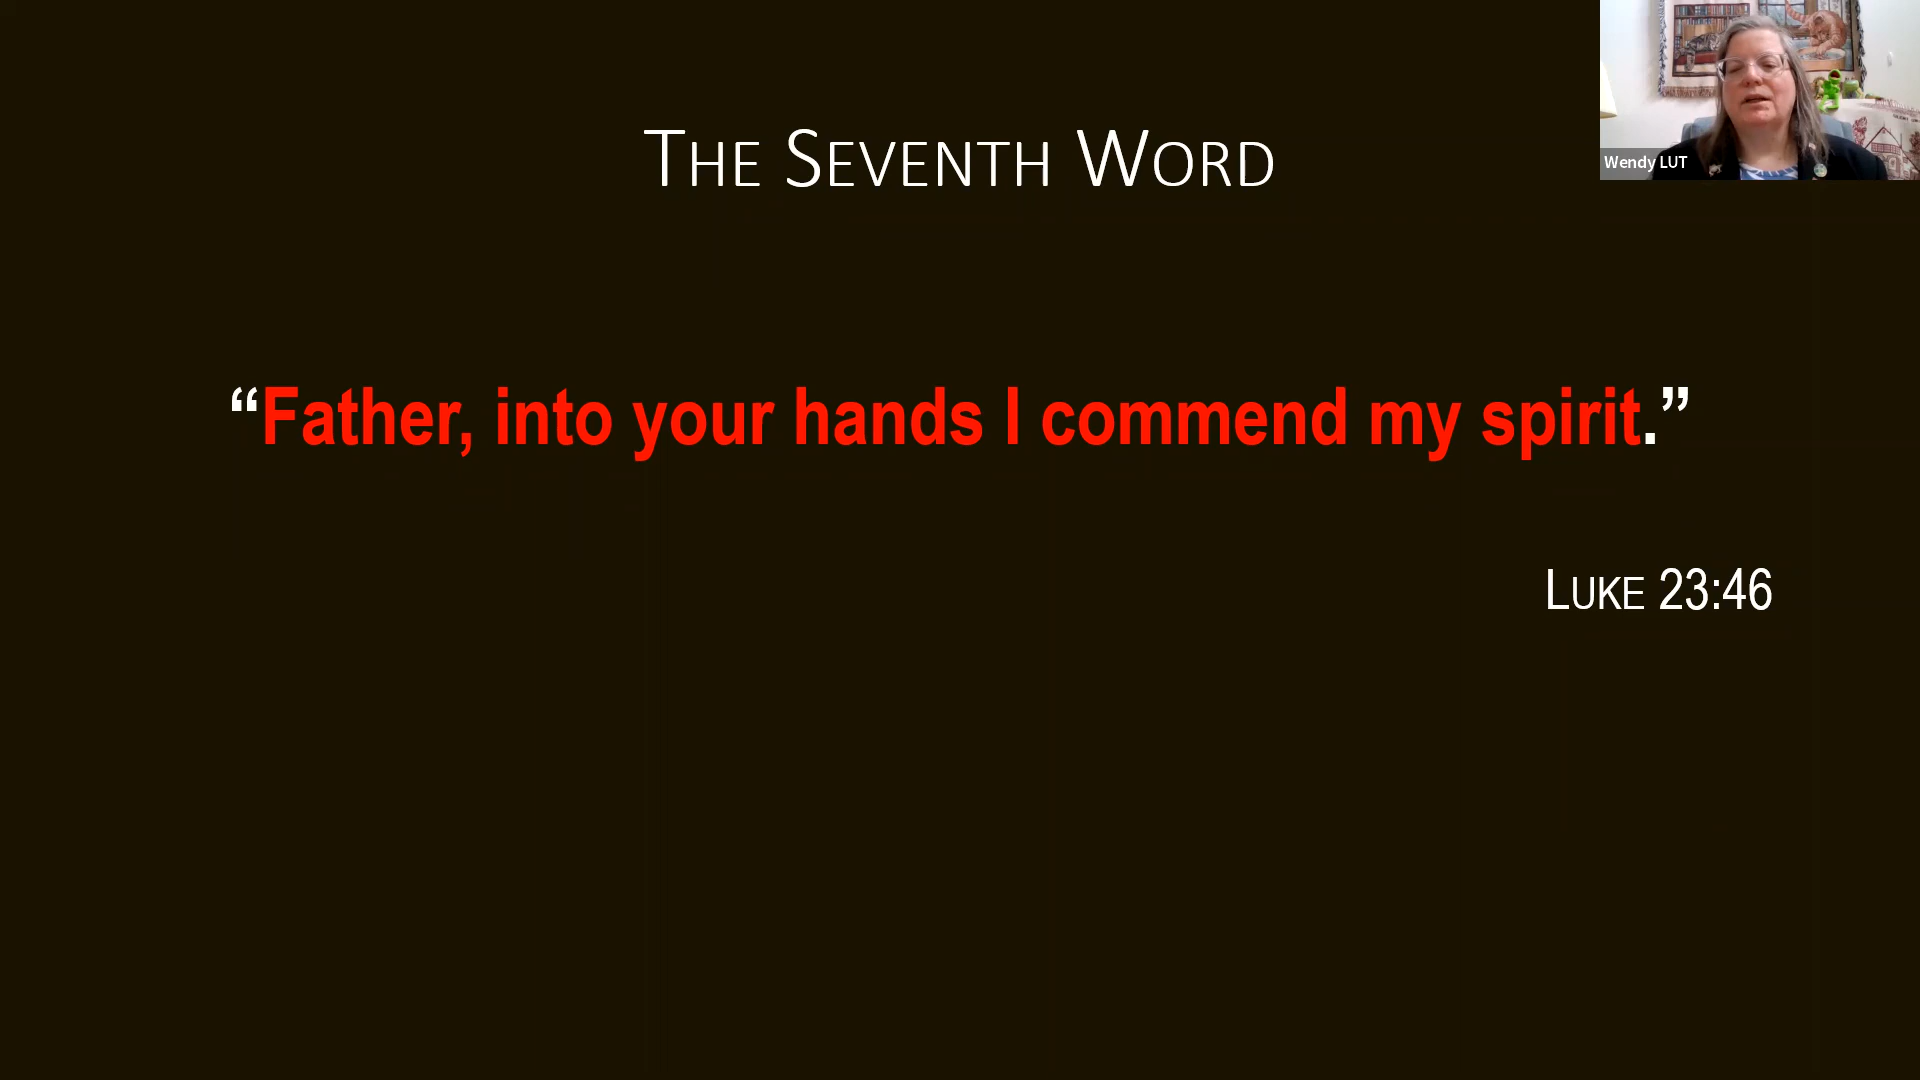 THE SEVENTH WORD
“Father, into your hands I commend my spirit.”
LUKE 23:46
Wendy LUT